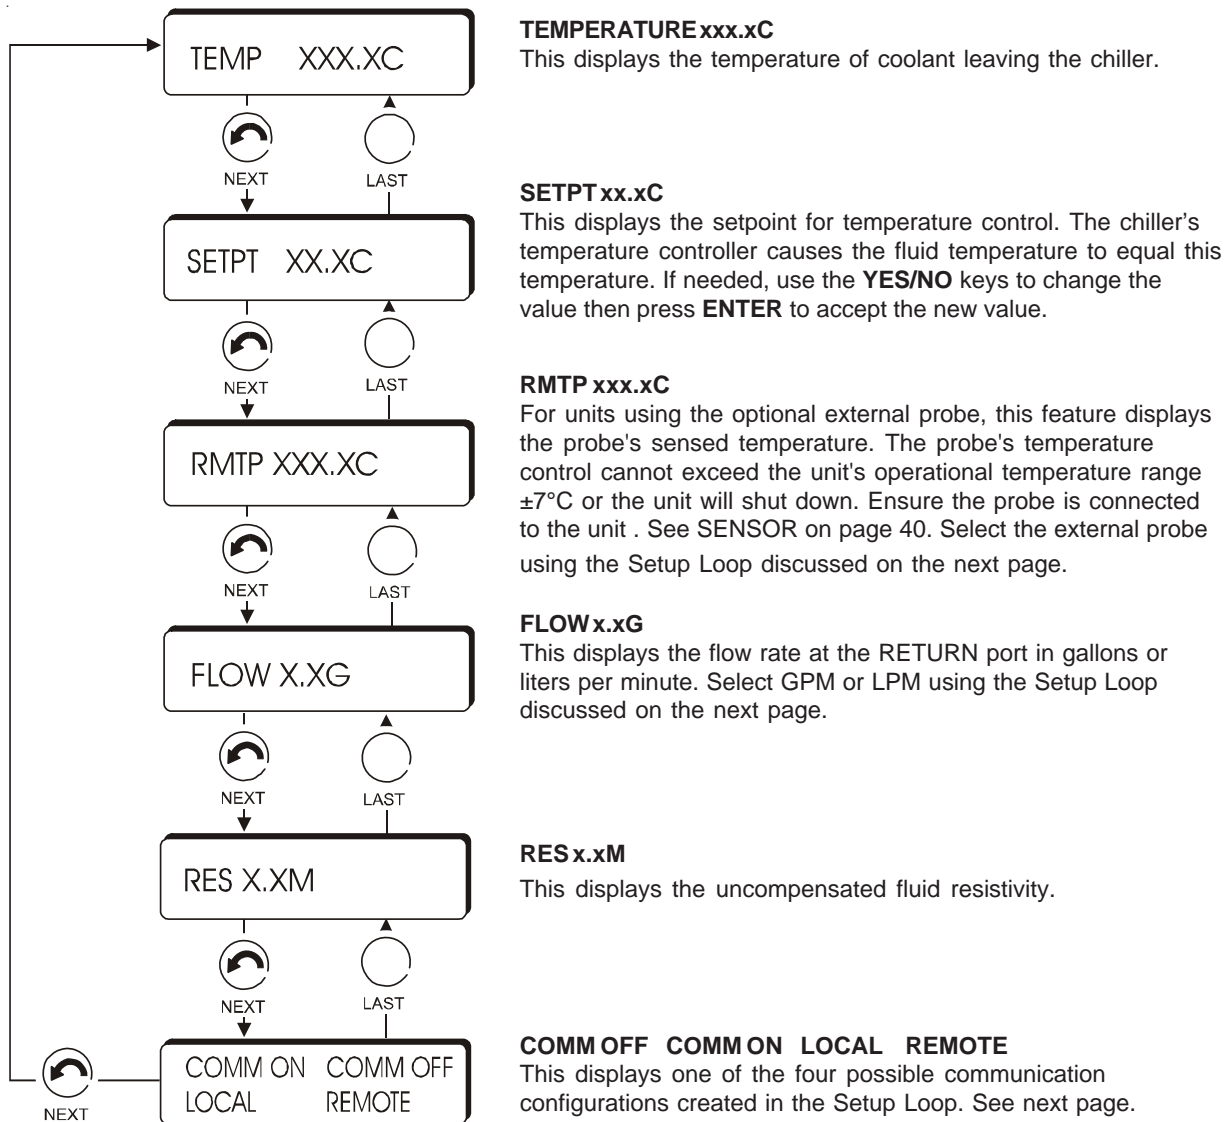 TEMP XXX.XC
TEMPERATURE xxx.xC
This displays the temperature of coolant leaving the chiller.
NEXT
LAST
SETPT XX.XC
SETPT xx.xC
This displays the setpoint for temperature control. The chiller's
temperature controller causes the fluid temperature to equal this
temperature. If needed, use the YES/NO keys to change the
value then press ENTER to accept the new value.
NEXT
LAST
RMTP XXX.XC
RMTP xxx.xC
For units using the optional external probe, this feature displays
the probe's sensed temperature. The probe's temperature
control cannot exceed the unit's operational temperature range
±7°C or the unit will shut down. Ensure the probe is connected
to the unit . See SENSOR on page 40. Select the external probe
using the Setup Loop discussed on the next page.
NEXT
LAST
FLOW X.XG
FLOW x.xG
This displays the flow rate at the RETURN port in gallons or
liters per minute. Select GPM or LPM using the Setup Loop
discussed on the next page.
NEXT
LAST
RES X.XM
RES x.xM
This displays the uncompensated fluid resistivity.
NEXT
LAST
COMM ON COMM OFF
LOCAL REMOTE
NEXT
COMM OFF COMM ON LOCAL REMOTE
This displays one of the four possible communication
configurations created in the Setup Loop. See next page.